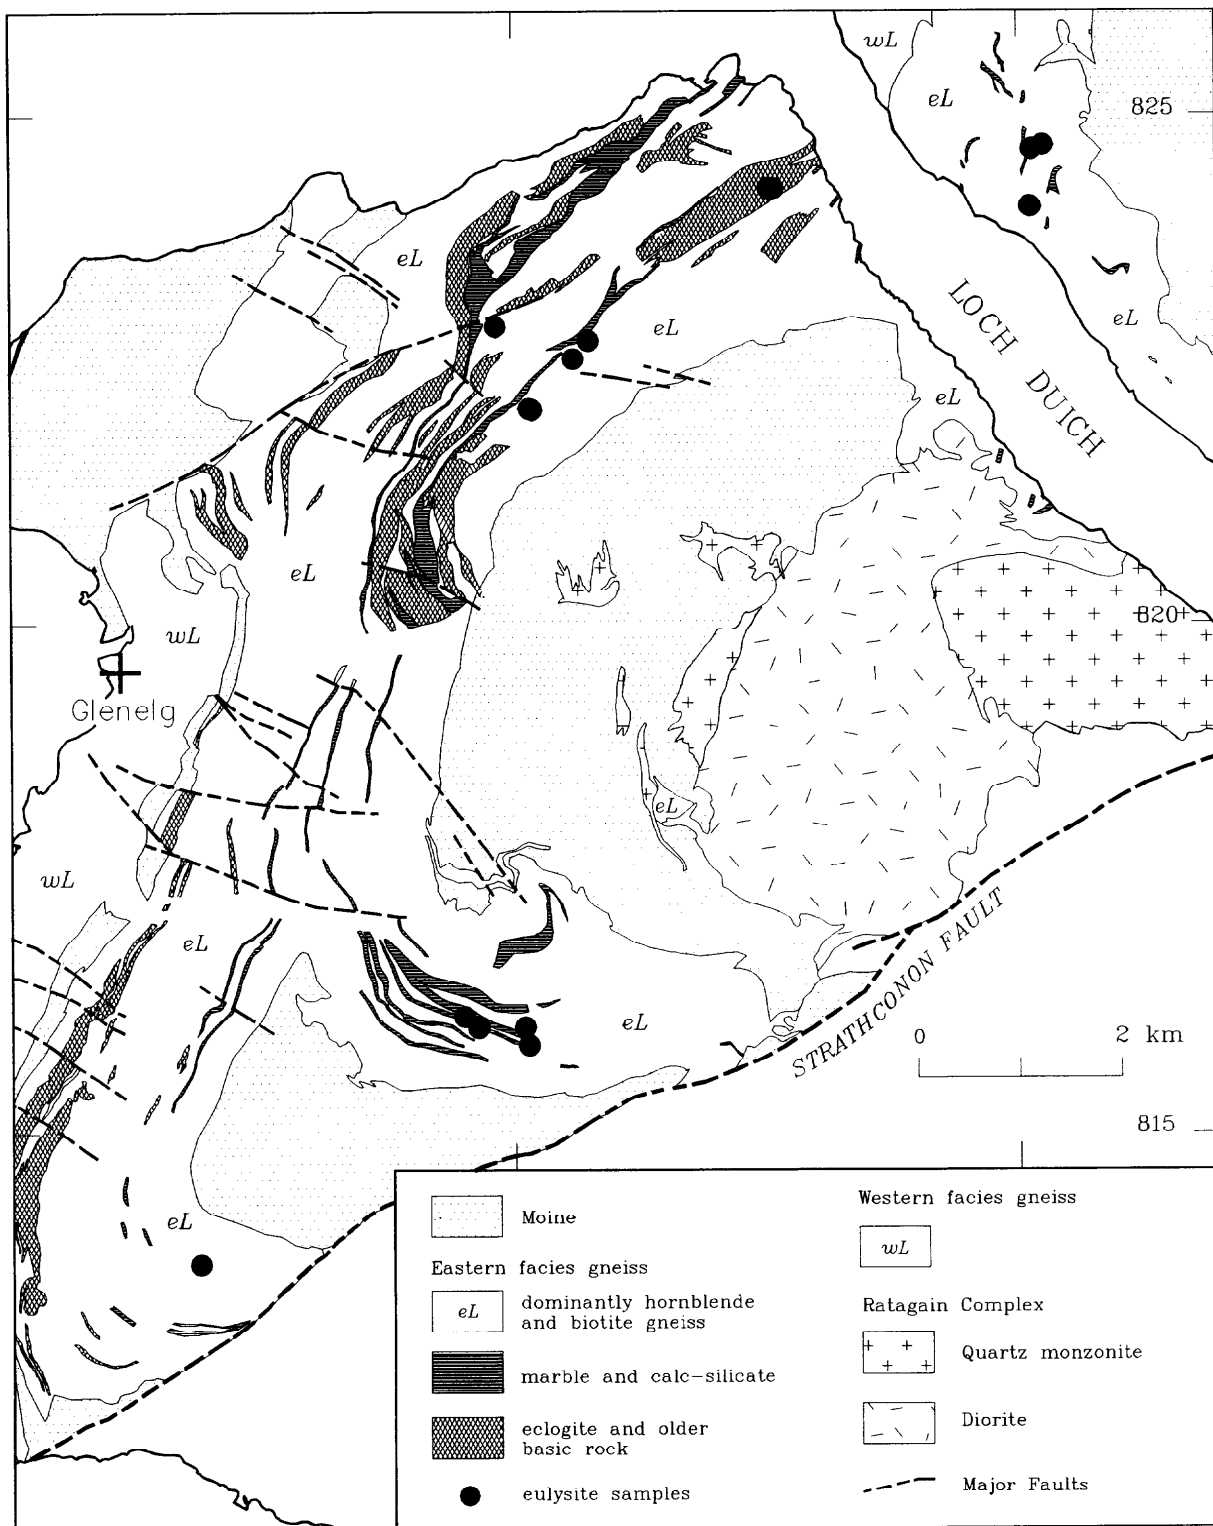 wL
eL
825
eL
eL
LOCH DUICH
eL
eL
eL
wL
820
Glenelg
eL
wL
eL
eL
STRATHCONON FAULT
0 2 km
815
eL
Moine
Eastern facies gneiss
eL
dominantly hornblende
and biotite gneiss
marble and calc-silicate
eclogite and older
basic rock
eulysite samples
Western facies gneiss
wL
Ratagain Complex
Quartz monzonite
Diorite
Major Faults